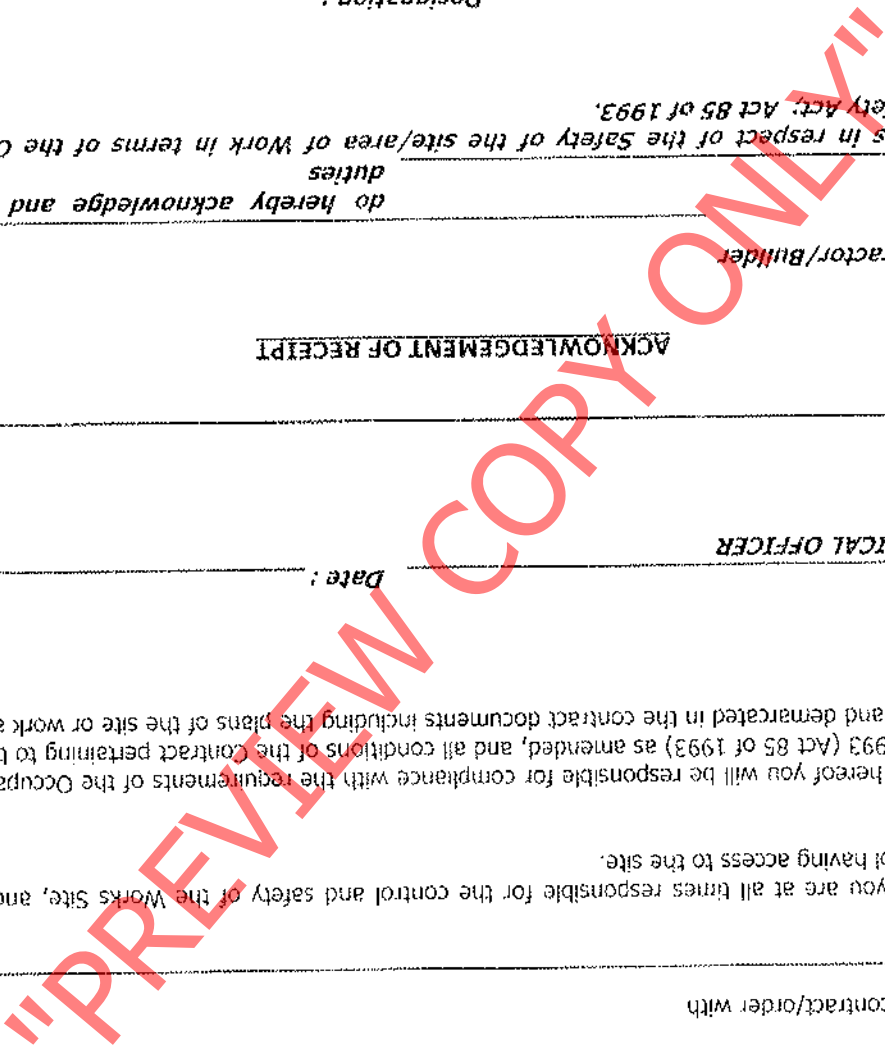 contract/order with
you are at all times responsible for the control and safety of the Works Site, and
ol having access to the site.
hereof you will be responsible for compliance with the requirements of the Occupa
993 (Act 85 of 1993) as amended, and all conditions of the Contract pertaining to t
and demarcated in the contract documents including the plans of the site or work a
Date :
ICAL OFFICER
ACKNOWLEDGEMENT OF RECEIPT
ractor/Builder
do hereby acknowledge and
duties
s in respect of the Safety of the site/area of Work in terms of the O
ety Act; Act 85 of 1993.
Designation :
"PREVIEW COPY ONLY"